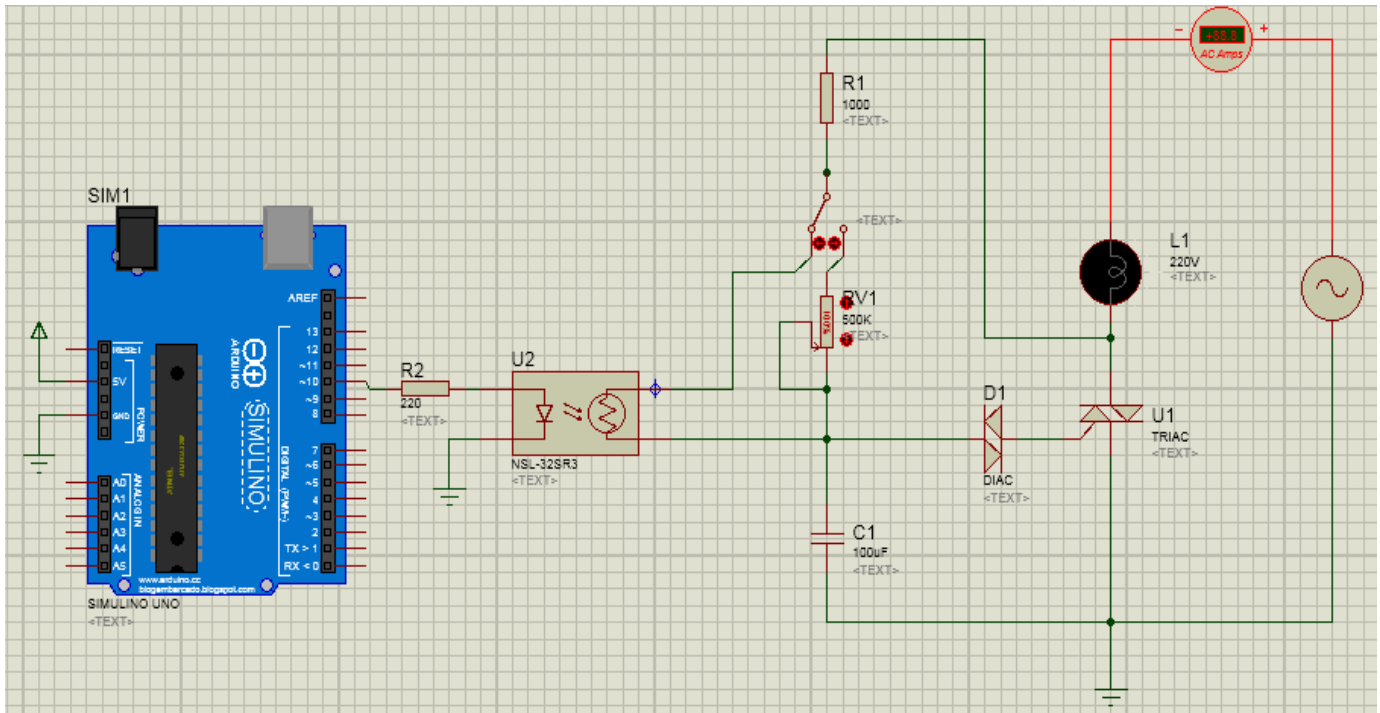 SIM1
ARDUINO
SIMULINO
RESET
5V
POWER
GND
ANALOG IN
A0
A1
A2
A3
A4
A5
AREF
13
12
~11
~10
~9
8
DIGITAL (PWM~)
7
~6
~5
4
~3
2
TX > 1
RX < 0
www.arduino.cc
blogembarcado.blogspot.com
SIMULINO UNO
<TEXT>
R2
220
<TEXT>
U2
NSL-32SR3
<TEXT>
R1
1000
<TEXT>
<TEXT>
RV1
500K
<TEXT>
100%
D1
DIAC
<TEXT>
C1
100uF
<TEXT>
U1
TRIAC
<TEXT>
L1
220V
<TEXT>
- +88.8 +
AC Amps